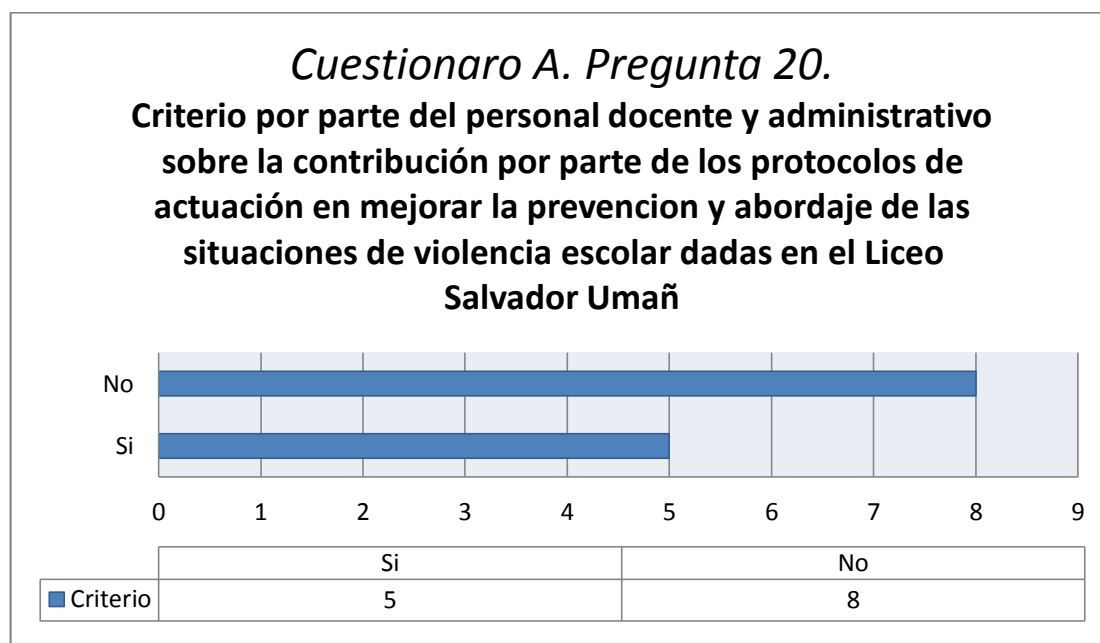 Cuestionaro A. Pregunta 20.
Criterio por parte del personal docente y administrativo
sobre la contribución por parte de los protocolos de
actuación en mejorar la prevencion y abordaje de las
situaciones de violencia escolar dadas en el Liceo
Salvador Umañ
No
Si
0 1 2 3 4 5 6 7 8 9
Si No
Criterio 5 8